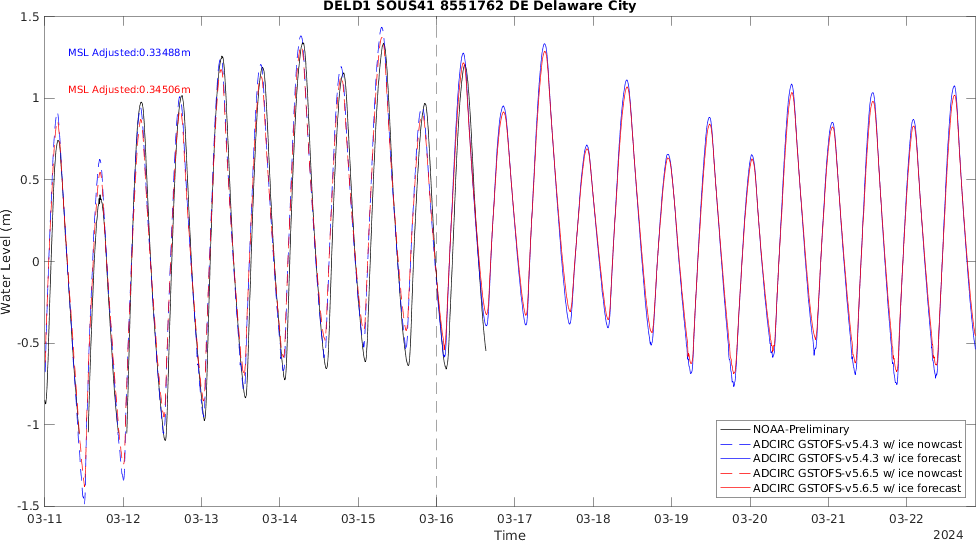 DELD1 SOUS41 8551762 DE Delaware City
MSL Adjusted:0.33488m
MSL Adjusted:0.34506m
Water Level (m)
1.5
1
0.5
0
-0.5
-1
-1.5
NOAA-Preliminary
ADCIRC GSTOFS-v5.4.3 w/ ice nowcast
ADCIRC GSTOFS-v5.4.3 w/ ice forecast
ADCIRC GSTOFS-v5.6.5 w/ ice nowcast
ADCIRC GSTOFS-v5.6.5 w/ ice forecast
03-11 03-12 03-13 03-14 03-15 03-16 03-17 03-18 03-19 03-20 03-21 03-22
Time
2024